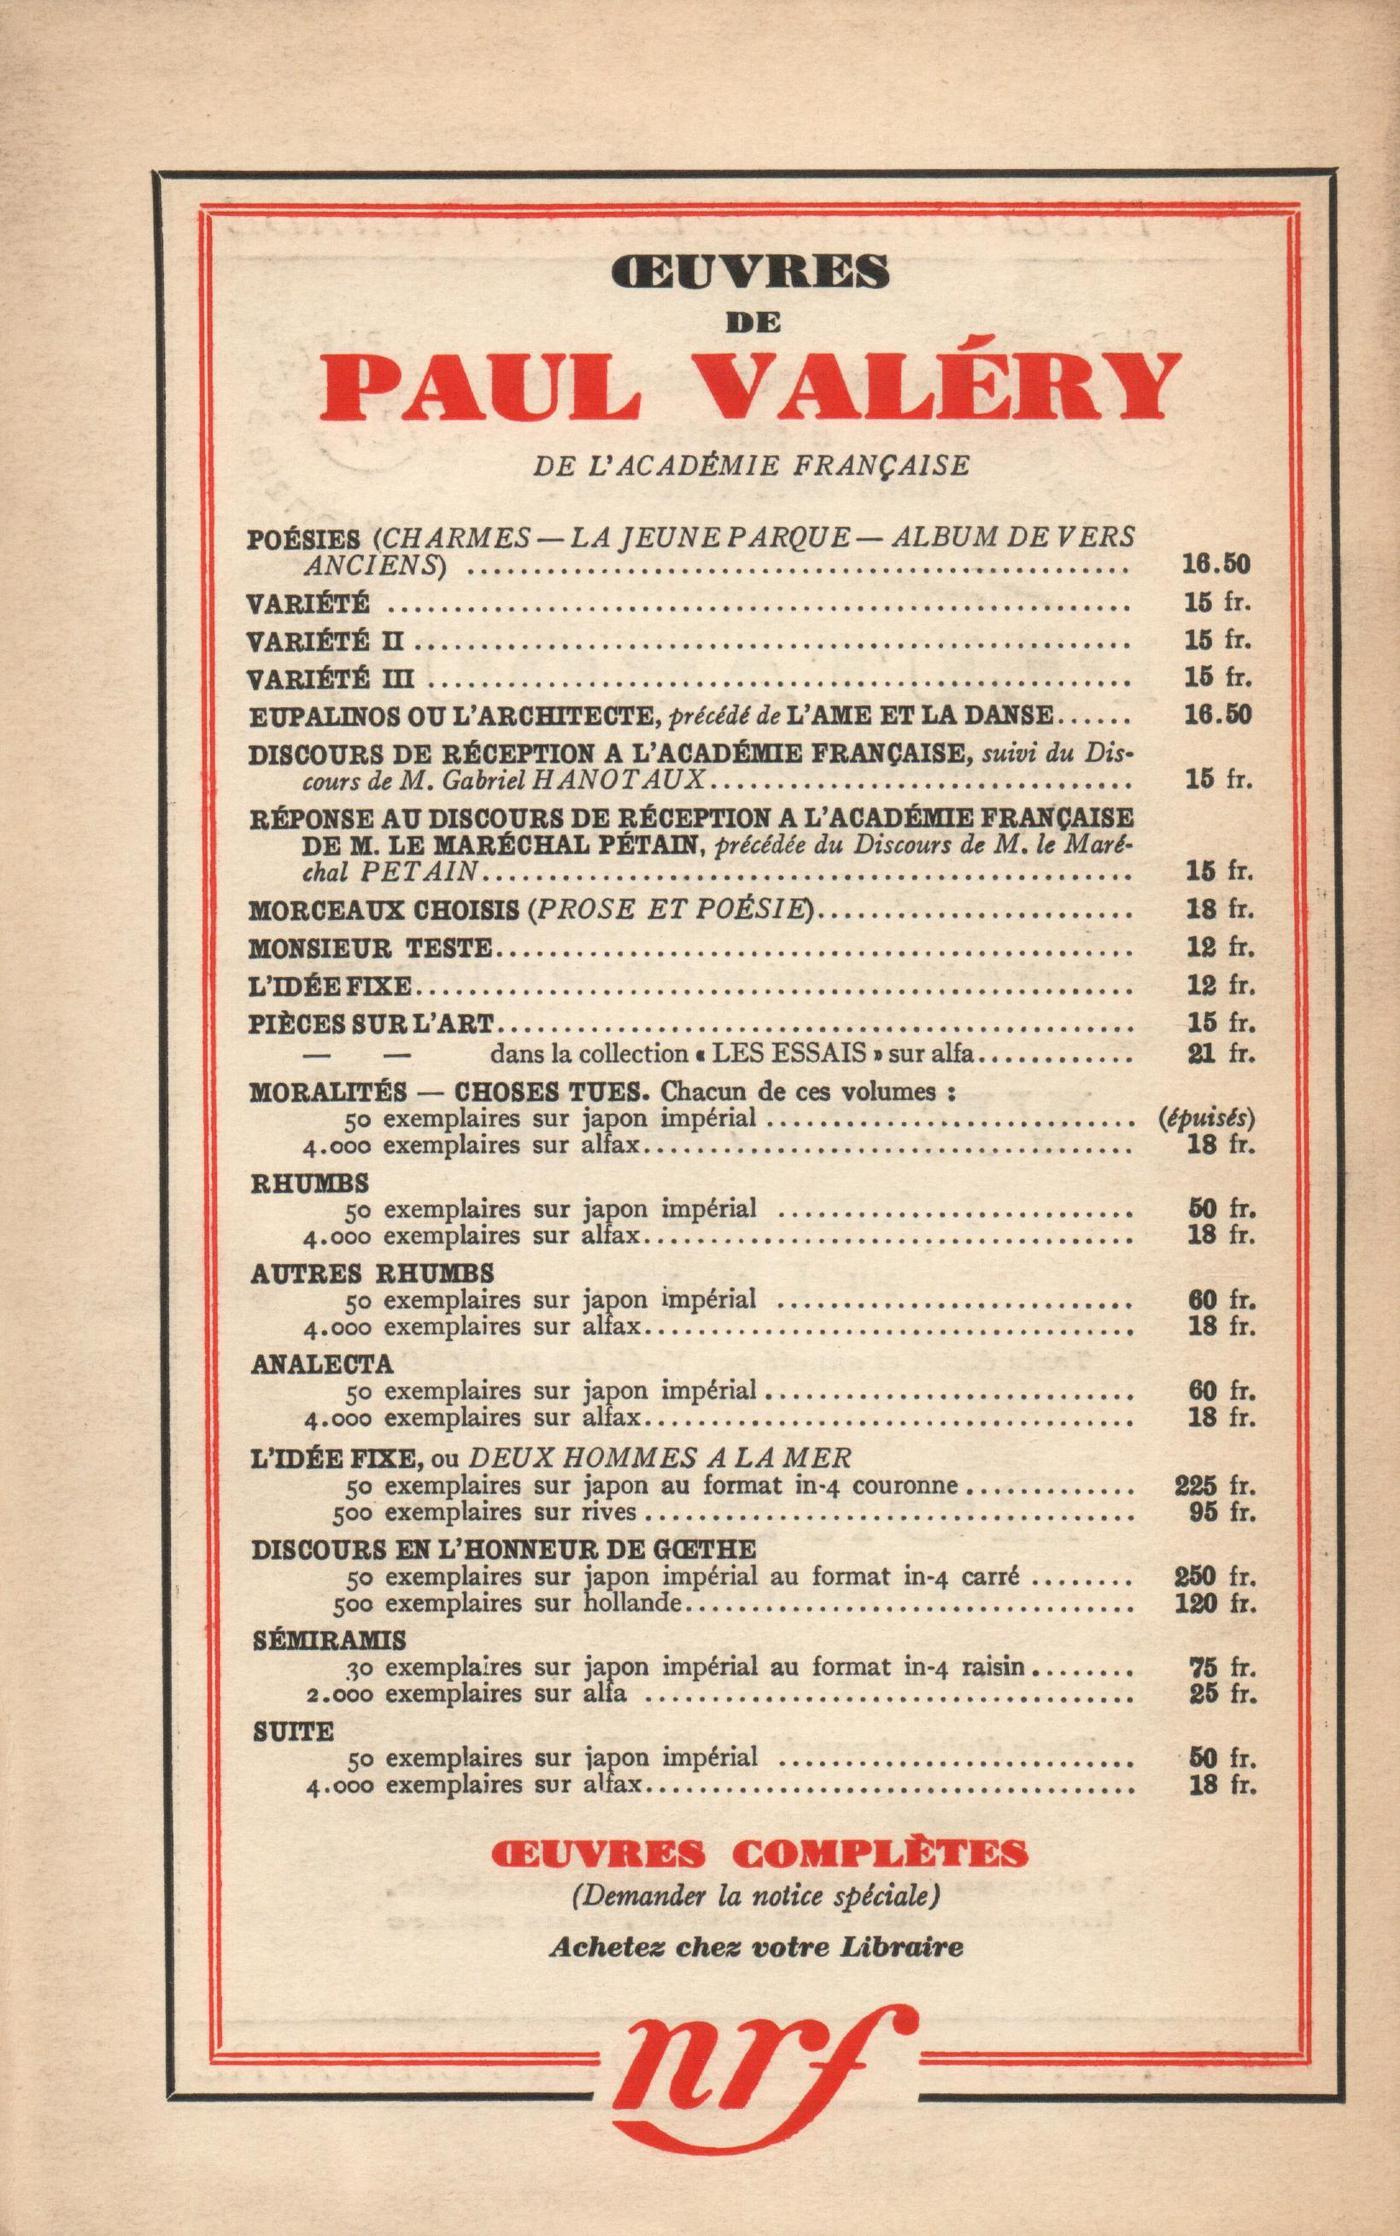 ŒUVRES
DE
PAUL VALÉRY
DE L'ACADÉMIE FRANÇAISE
POÉSIES (CHARMES — LA JEUNE PARQUE — ALBUM DE VERS
ANCIENS) .................................................. 16.50
VARIÉTÉ ........................................................ 15 fr.
VARIÉTÉ II ...................................................... 15 fr.
VARIÉTÉ III ..................................................... 15 fr.
EUPALINOS OU L'ARCHITECTE, précédé de L'AME ET LA DANSE...... 16.50
DISCOURS DE RÉCEPTION A L'ACADÉMIE FRANÇAISE, suivi du Dis-
cours de M. Gabriel HANOTAUX................................ 15 fr.
RÉPONSE AU DISCOURS DE RÉCEPTION A L'ACADÉMIE FRANÇAISE
DE M. LE MARÉCHAL PÉTAIN, précédée du Discours de M. le Maré-
chal PETAIN................................................. 15 fr.
MORCEAUX CHOISIS (PROSE ET POÉSIE)........................ 18 fr.
MONSIEUR TESTE................................................ 12 fr.
L'IDÉE FIXE...................................................... 12 fr.
PIÈCES SUR L'ART................................................ 15 fr.
— — dans la collection « LES ESSAIS » sur alfa............ 21 fr.
MORALITÉS — CHOSES TUES. Chacun de ces volumes :
50 exemplaires sur japon impérial ............................ (épuisés)
4.000 exemplaires sur alfax..................................... 18 fr.
RHUMBS
50 exemplaires sur japon impérial ........................... 50 fr.
4.000 exemplaires sur alfax..................................... 18 fr.
AUTRES RHUMBS
50 exemplaires sur japon impérial ........................... 60 fr.
4.000 exemplaires sur alfax..................................... 18 fr.
ANALECTA
50 exemplaires sur japon impérial............................ 60 fr.
4.000 exemplaires sur alfax..................................... 18 fr.
L'IDÉE FIXE, ou DEUX HOMMES A LA MER
50 exemplaires sur japon au format in-4 couronne ............. 225 fr.
500 exemplaires sur rives ..................................... 95 fr.
DISCOURS EN L'HONNEUR DE GŒTHE
50 exemplaires sur japon impérial au format in-4 carré ........ 250 fr.
500 exemplaires sur hollande.................................. 120 fr.
SÉMIRAMIS
30 exemplaires sur japon impérial au format in-4 raisin........ 75 fr.
2.000 exemplaires sur alfa ..................................... 25 fr.
SUITE
50 exemplaires sur japon impérial ........................... 50 fr.
4.000 exemplaires sur alfax..................................... 18 fr.
ŒUVRES COMPLÈTES
(Demander la notice spéciale)
Achetez chez votre Libraire
nrf